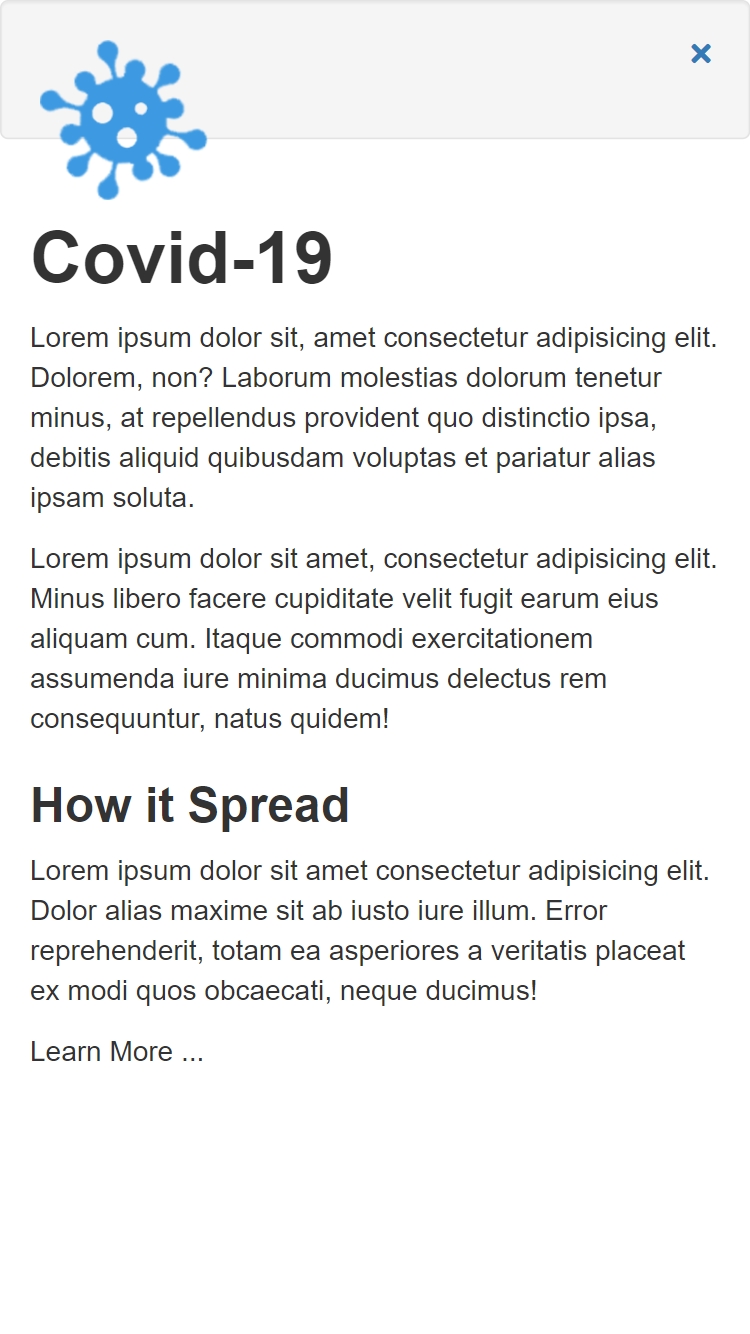 Covid-19
Lorem ipsum dolor sit, amet consectetur adipisicing elit.
Dolorem, non? Laborum molestias dolorum tenetur
minus, at repellendus provident quo distinctio ipsa,
debitis aliquid quibusdam voluptas et pariatur alias
ipsam soluta.
Lorem ipsum dolor sit amet, consectetur adipisicing elit.
Minus libero facere cupiditate velit fugit earum eius
aliquam cum. Itaque commodi exercitationem
assumenda iure minima ducimus delectus rem
consequuntur, natus quidem!
How it Spread
Lorem ipsum dolor sit amet consectetur adipisicing elit.
Dolor alias maxime sit ab iusto iure illum. Error
reprehenderit, totam ea asperiores a veritatis placeat
ex modi quos obcaecati, neque ducimus!
Learn More ...